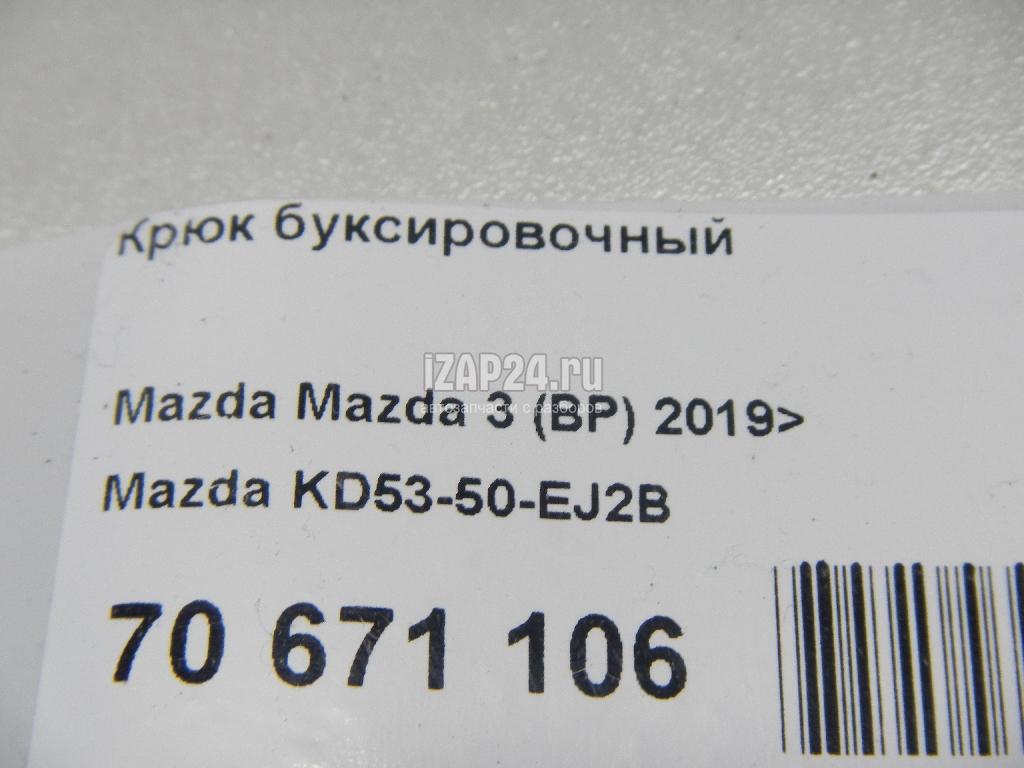 Крюк буксировочный
iZAP24.ru
автозапчасти с разборов
Mazda Mazda 3 (BP) 2019>
Mazda KD53-50-EJ2B
70 671 106